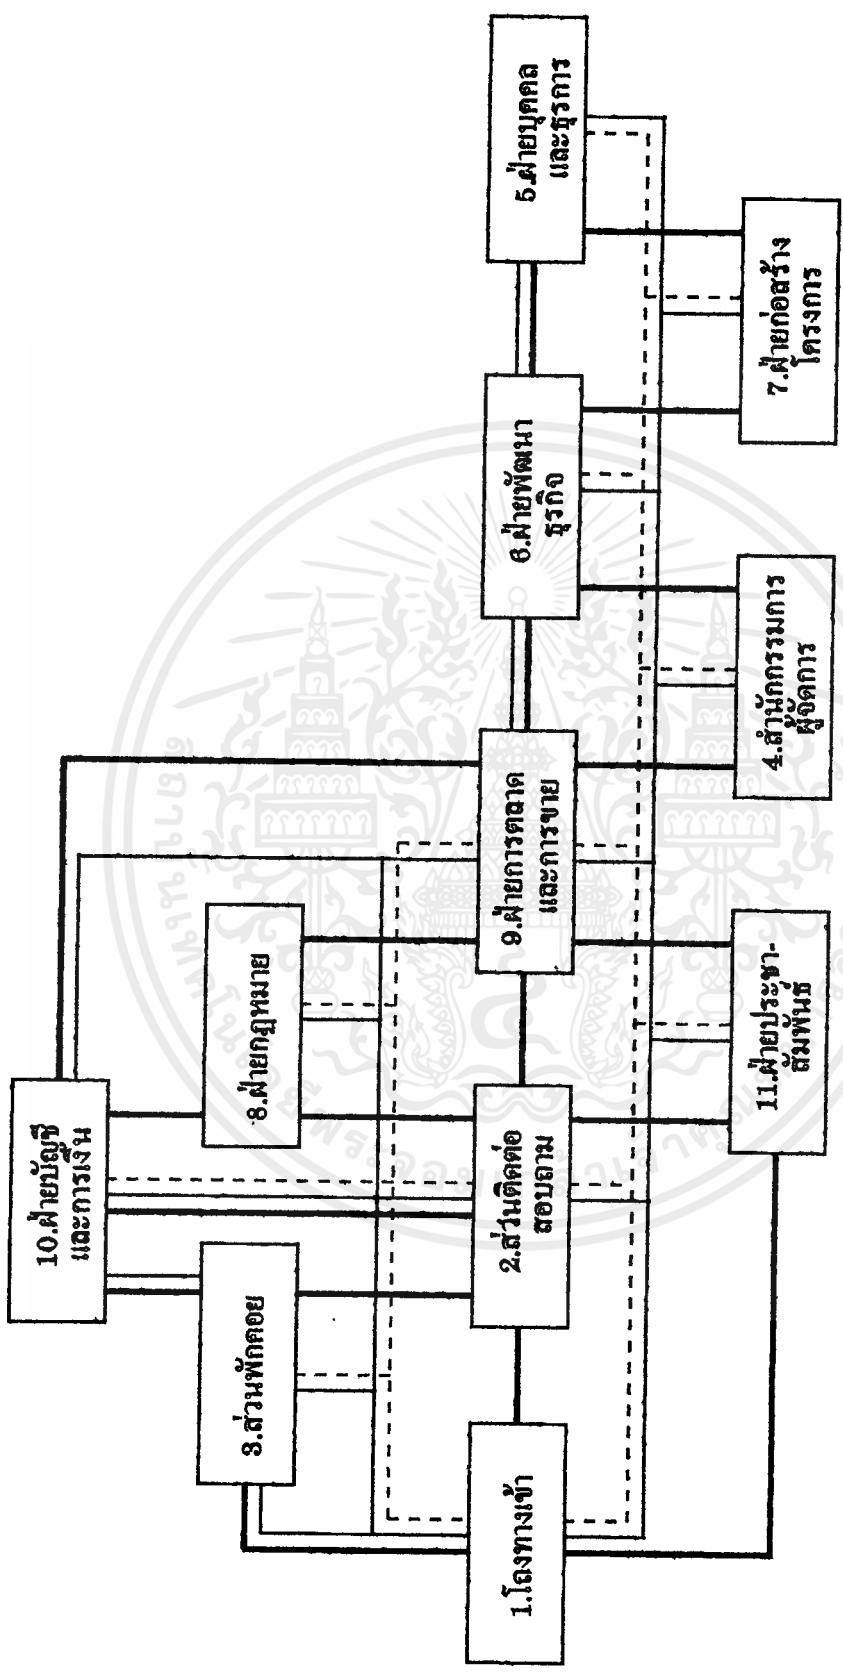 1.โถงทางเข้า
2.ส่วนติดต่อ
สอบถาม
3.ส่วนพักคอย
4.สำนักกรรมการ
ผู้จัดการ
5.ฝ่ายบุคคล
และธุรการ
6.ฝ่ายพัฒนา
ธุรกิจ
7.ฝ่ายก่อสร้าง
โครงการ
8.ฝ่ายกฎหมาย
9.ฝ่ายการตลาด
และการขาย
10.ฝ่ายบัญชี
และการเงิน
11.ฝ่ายประชา-
สัมพันธ์